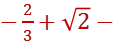 −2/3 + √2 −